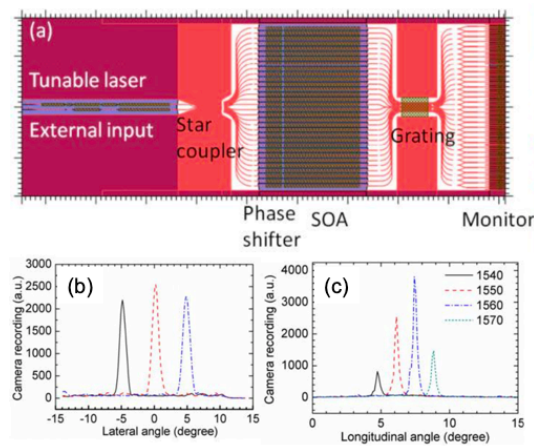 (a)
Tunable laser
External input
Star
coupler
Grating
Phase
shifter
SOA
Monitor
(b)
3000
2500
2000
1500
1000
500
0
Camera recording (a.u.)
-15 -10 -5 0 5 10 15
Lateral angle (degree)
(c)
4000
3000
2000
1000
0
Camera recording (a.u.)
1540
1550
1560
1570
0 5 10 15
Longitudinal angle (degree)